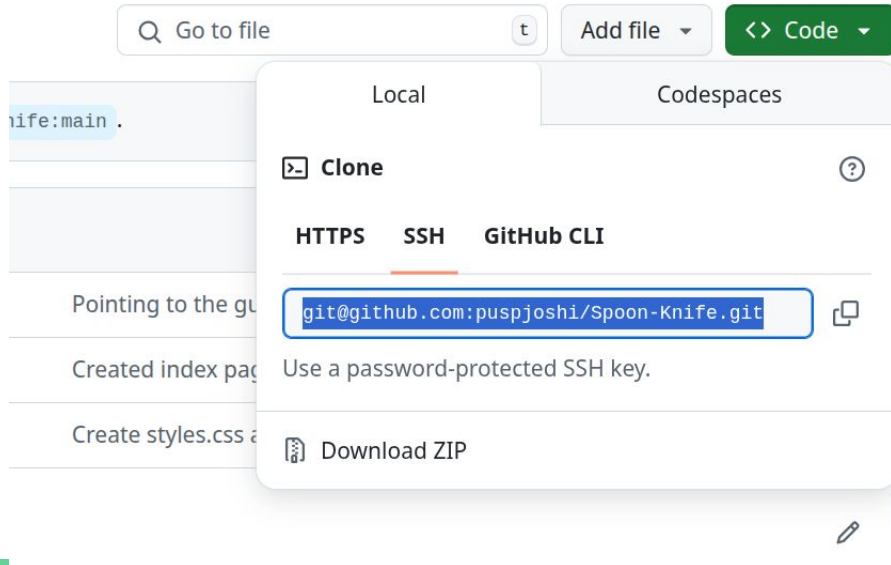 Go to file
t
Add file
<> Code
Local
Codespaces
nife:main .
Clone
HTTPS
SSH
GitHub CLI
git@github.com:puspjoshi/Spoon-Knife.git
Pointing to the gu
Use a password-protected SSH key.
Created index pag
Create styles.css a
Download ZIP